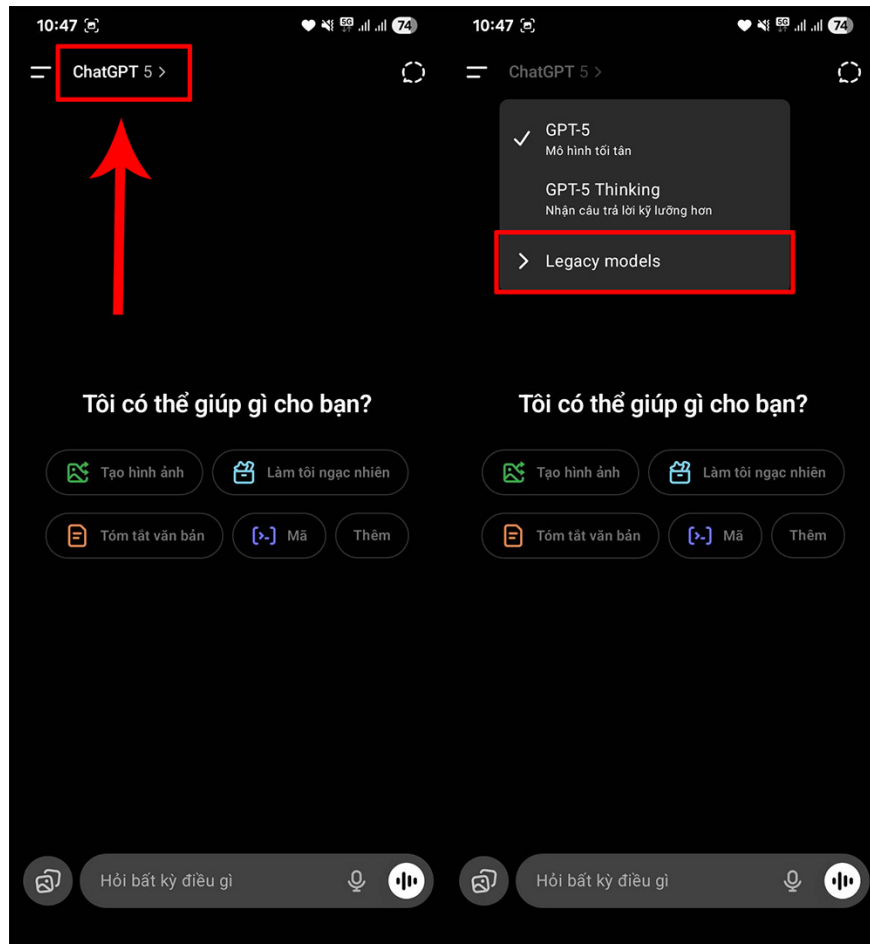 10:47
5G
74
ChatGPT 5 >
Tôi có thể giúp gì cho bạn?
Tạo hình ảnh
Làm tôi ngạc nhiên
Tóm tắt văn bản
Mã
Thêm
Hỏi bất kỳ điều gì
10:47
5G
74
ChatGPT 5 >
GPT-5
Mô hình tối tân
GPT-5 Thinking
Nhận câu trả lời kỹ lưỡng hơn
Legacy models
Tôi có thể giúp gì cho bạn?
Tạo hình ảnh
Làm tôi ngạc nhiên
Tóm tắt văn bản
Mã
Thêm
Hỏi bất kỳ điều gì